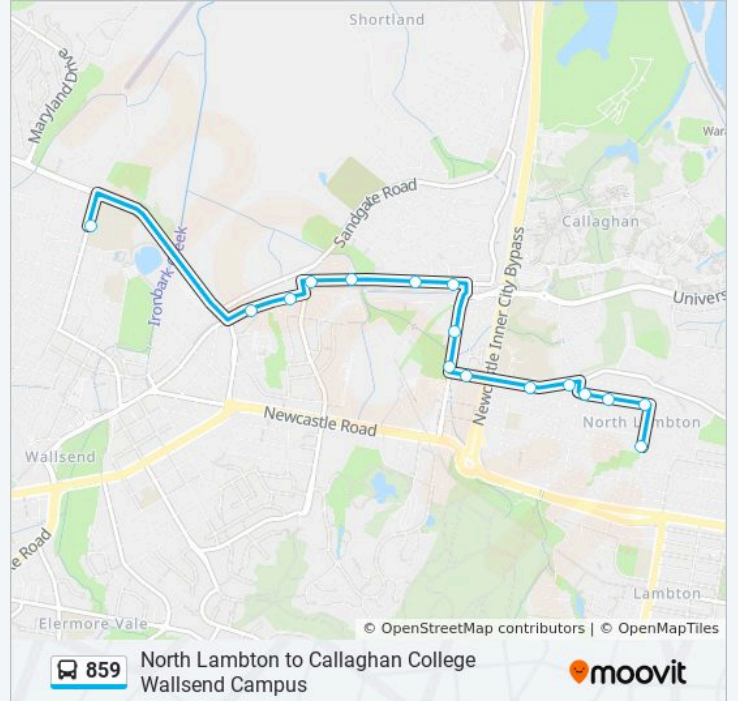 Shortland
Maryland Drive
Sandgate Road
Callaghan
Ironbark Creek
Newcastle Inner City Bypass
Univers
Newcastle Road
North Lambton
Wallsend
e Road
Lambton
Elermore Vale
© OpenStreetMap contributors | © OpenMapTiles
859
North Lambton to Callaghan College
Wallsend Campus
moovit